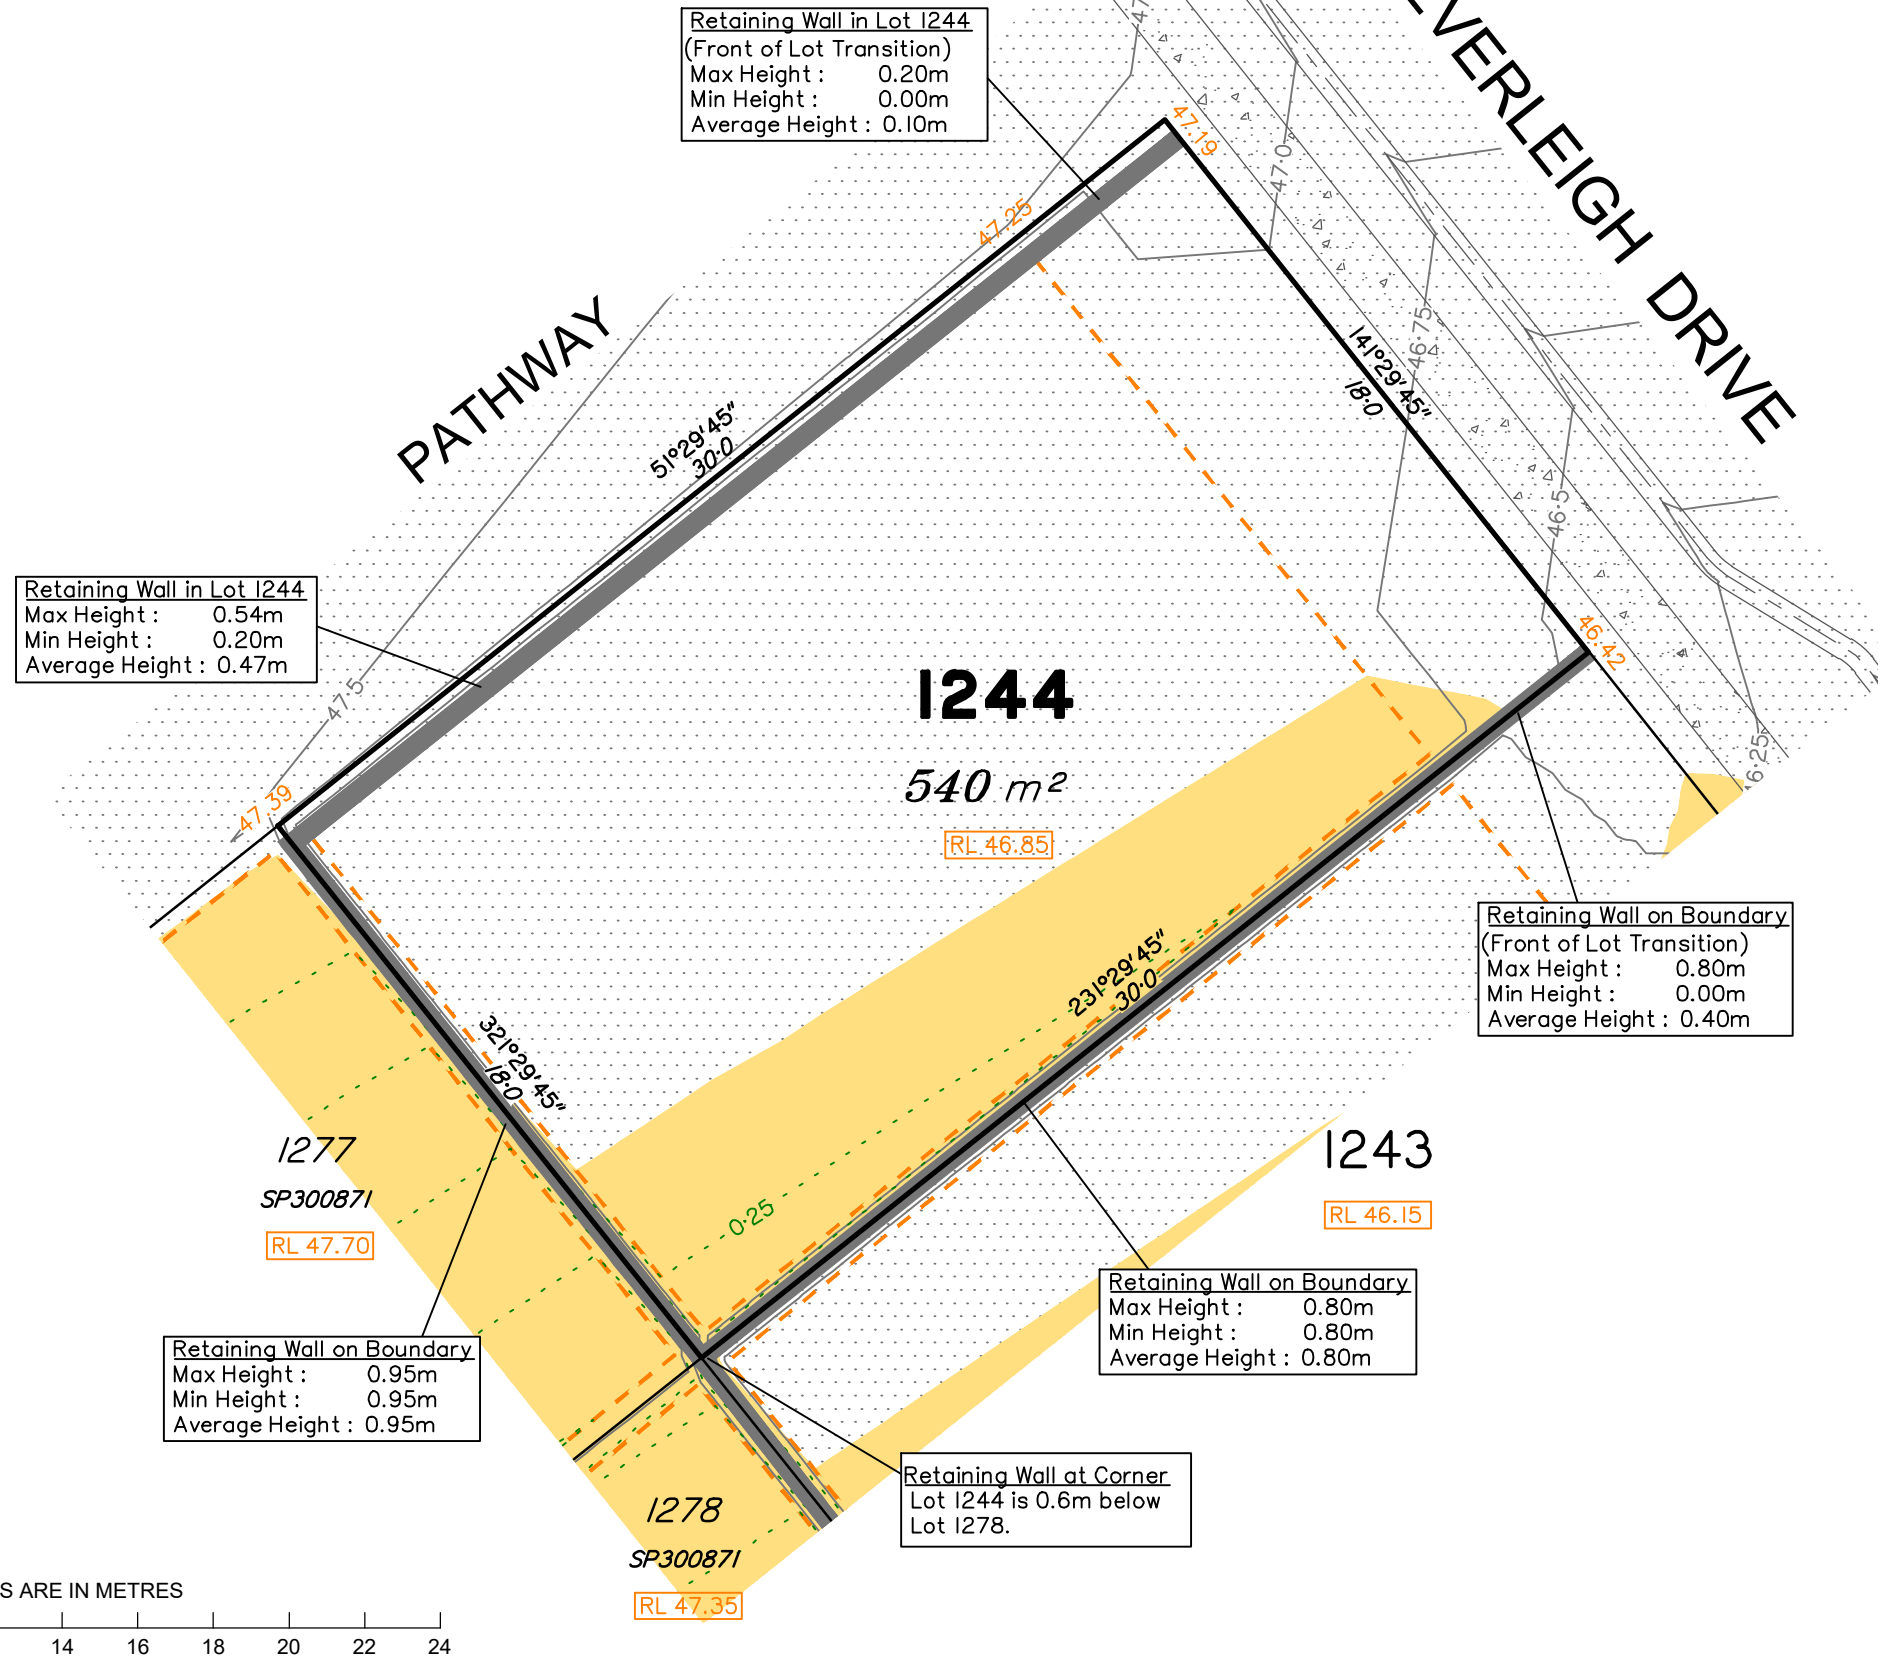 Retaining Wall in Lot 1244
(Front of Lot Transition)
Max Height : 0.20m
Min Height : 0.00m
Average Height : 0.10m
EVERLEIGH DRIVE
47.19
47.25
47·0
46·75
46·5
46·25
PATHWAY
51°29'45"
30·0
141°29'45"
18·0
Retaining Wall in Lot 1244
Max Height : 0.54m
Min Height : 0.20m
Average Height : 0.47m
47·5
47.39
46.42
1244
540 m²
RL 46.85
Retaining Wall on Boundary
(Front of Lot Transition)
Max Height : 0.80m
Min Height : 0.00m
Average Height : 0.40m
231°29'45"
30·0
321°29'45"
18·0
1277
SP300871
RL 47.70
0·25
1243
RL 46.15
Retaining Wall on Boundary
Max Height : 0.80m
Min Height : 0.80m
Average Height : 0.80m
Retaining Wall on Boundary
Max Height : 0.95m
Min Height : 0.95m
Average Height : 0.95m
Retaining Wall at Corner
Lot 1244 is 0.6m below
Lot 1278.
1278
SP300871
RL 47.35
S ARE IN METRES
14 16 18 20 22 24